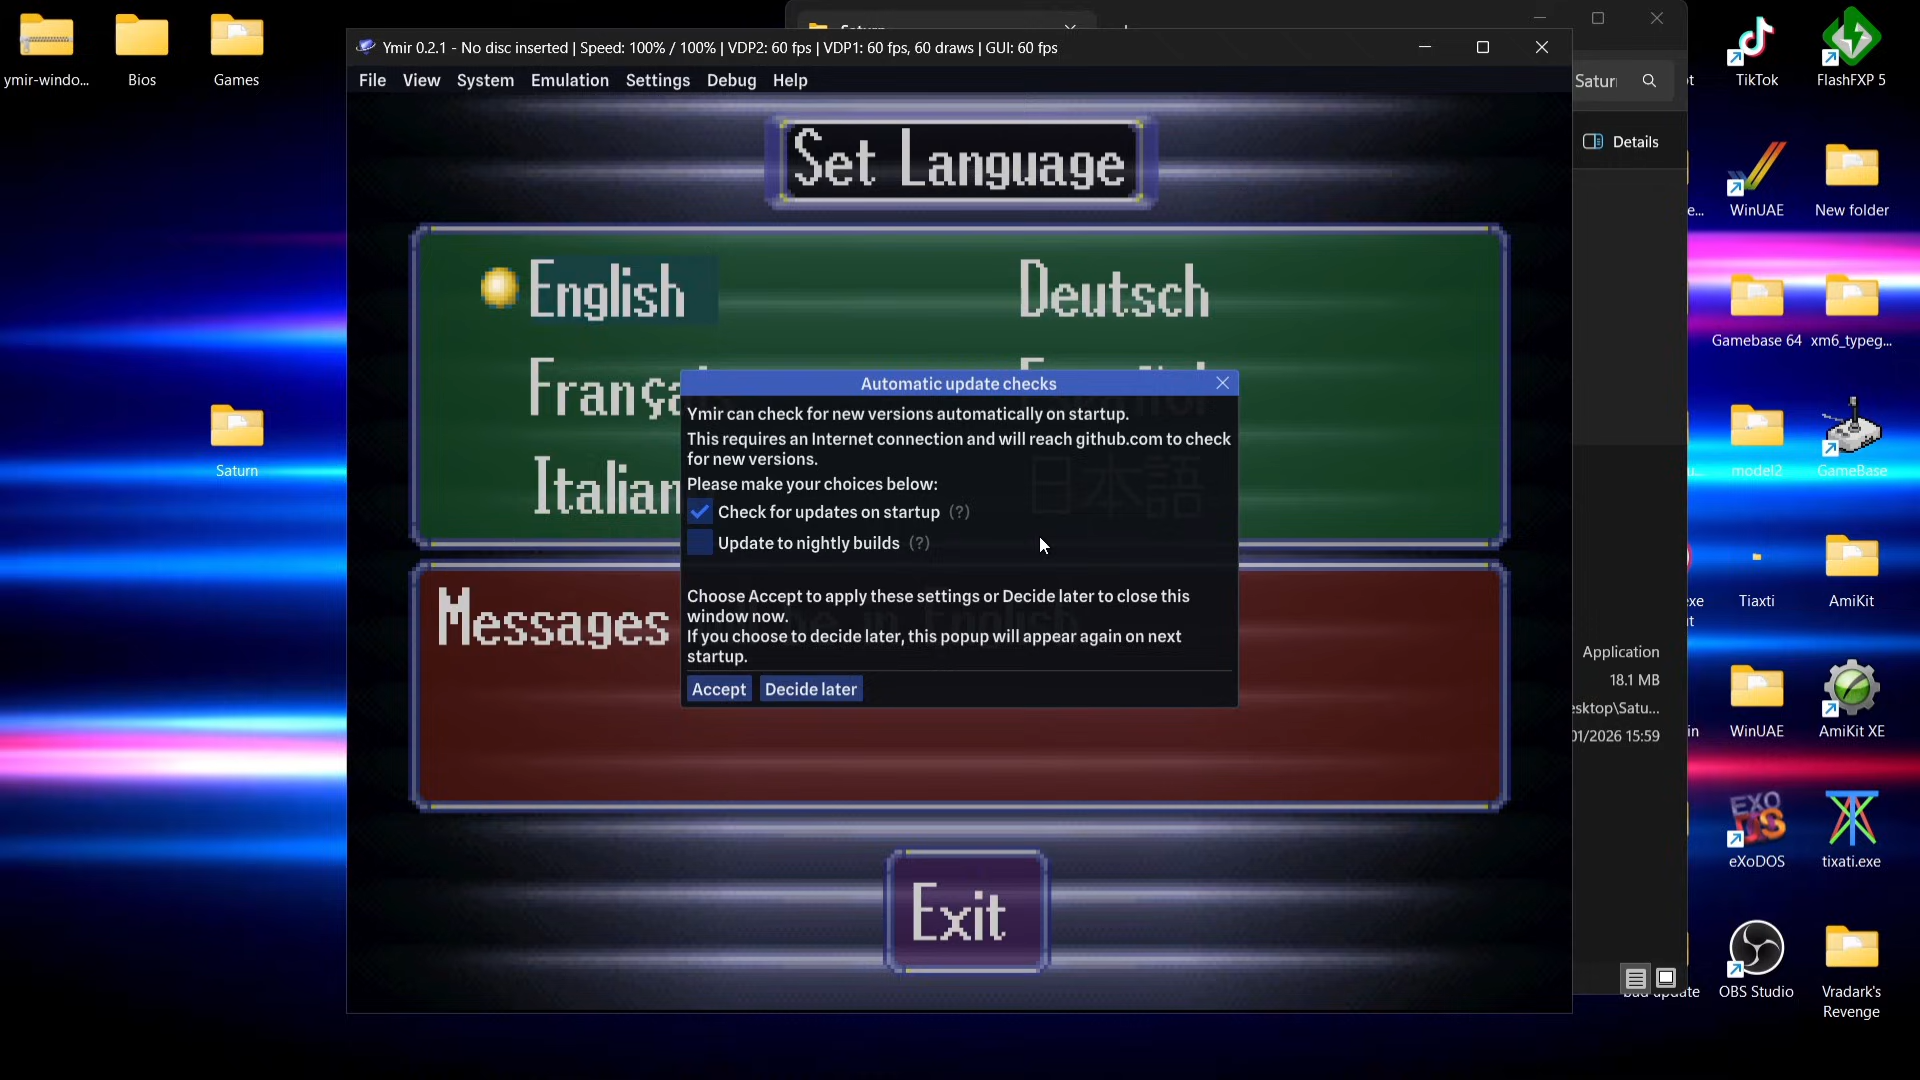 ymir-windo...
Bios
Games
Saturn
Ymir 0.2.1 - No disc inserted | Speed: 100% / 100% | VDP2: 60 fps | VDP1: 60 fps, 60 draws | GUI: 60 fps
File View System Emulation Settings Debug Help
Set Language
English
Deutsch
Messages
Exit
Automatic update checks
Ymir can check for new versions automatically on startup.
This requires an Internet connection and will reach github.com to check
for new versions.
Please make your choices below:
Check for updates on startup (?)
Update to nightly builds (?)
Choose Accept to apply these settings or Decide later to close this
window now.
If you choose to decide later, this popup will appear again on next
startup.
Accept
Decide later
日本語
Details
Application
18.1 MB
esktop\Satu...
01/2026 15:59
TikTok
FlashFXP 5
WinUAE
New folder
Gamebase 64
xm6_typeg...
model2
GameBase
Tiaxti
AmiKit
WinUAE
AmiKit XE
eXoDOS
tixati.exe
OBS Studio
Vradark's
Revenge